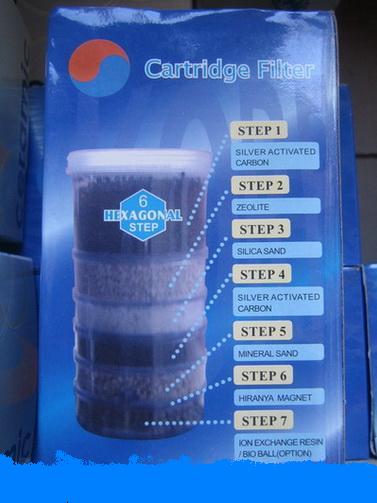 Cartridge Filter
STEP 1
SILVER ACTIVATED
CARBON
STEP 2
ZEOLITE
STEP 3
SILICA SAND
STEP 4
SILVER ACTIVATED
CARBON
STEP 5
MINERAL SAND
STEP 6
HIRANYA MAGNET
STEP 7
ION EXCHANGE RESIN
/ BIO BALL(OPTION)
6
HEXAGONAL
STEP
ceramic